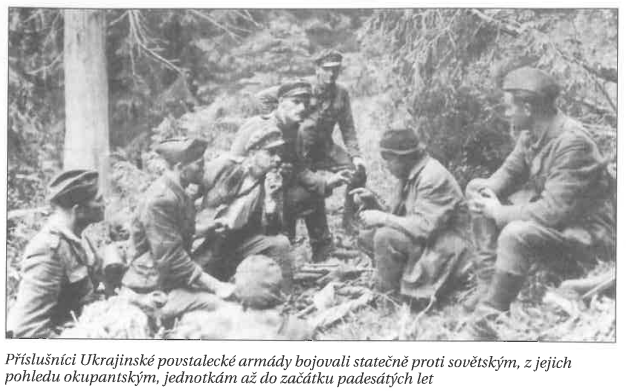 Příslušníci Ukrajinské povstalecké armády bojovali statečně proti sovětským, z jejich
pohledu okupantským, jednotkám až do začátku padesátých let